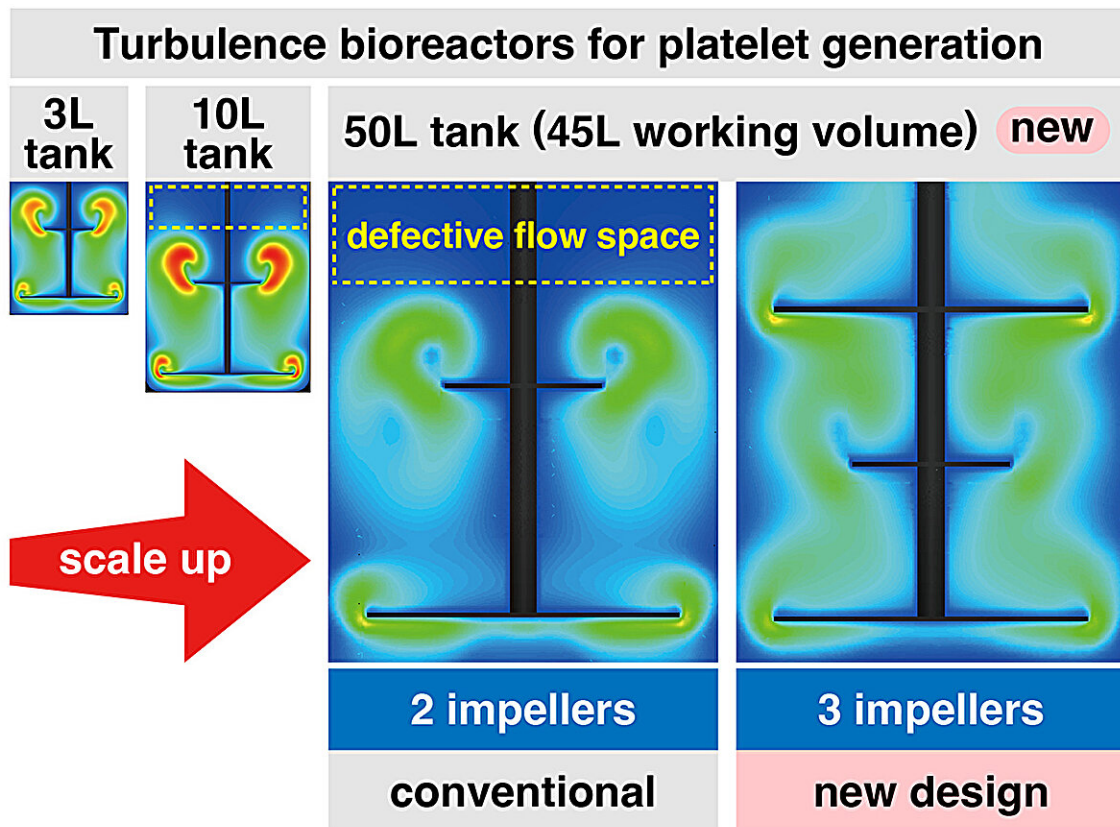 Turbulence bioreactors for platelet generation
3L
tank
10L
tank
50L tank (45L working volume) new
defective flow space
scale up
2 impellers
3 impellers
conventional
new design